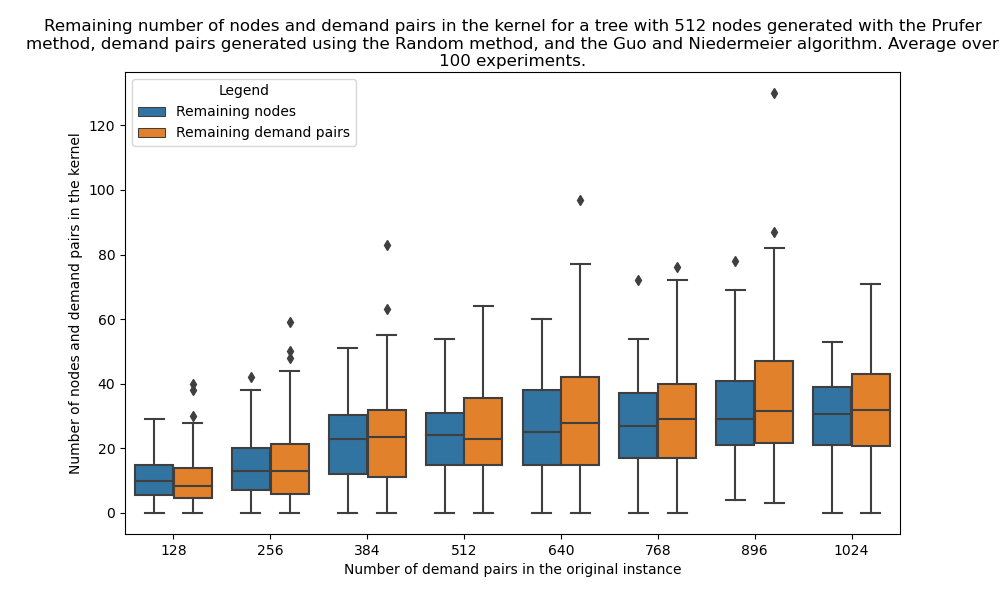 Remaining number of nodes and demand pairs in the kernel for a tree with 512 nodes generated with the Prufer
method, demand pairs generated using the Random method, and the Guo and Niedermeier algorithm. Average over
100 experiments.
Legend
Remaining nodes
Remaining demand pairs
Number of nodes and demand pairs in the kernel
120
100
80
60
40
20
0
128 256 384 512 640 768 896 1024
Number of demand pairs in the original instance